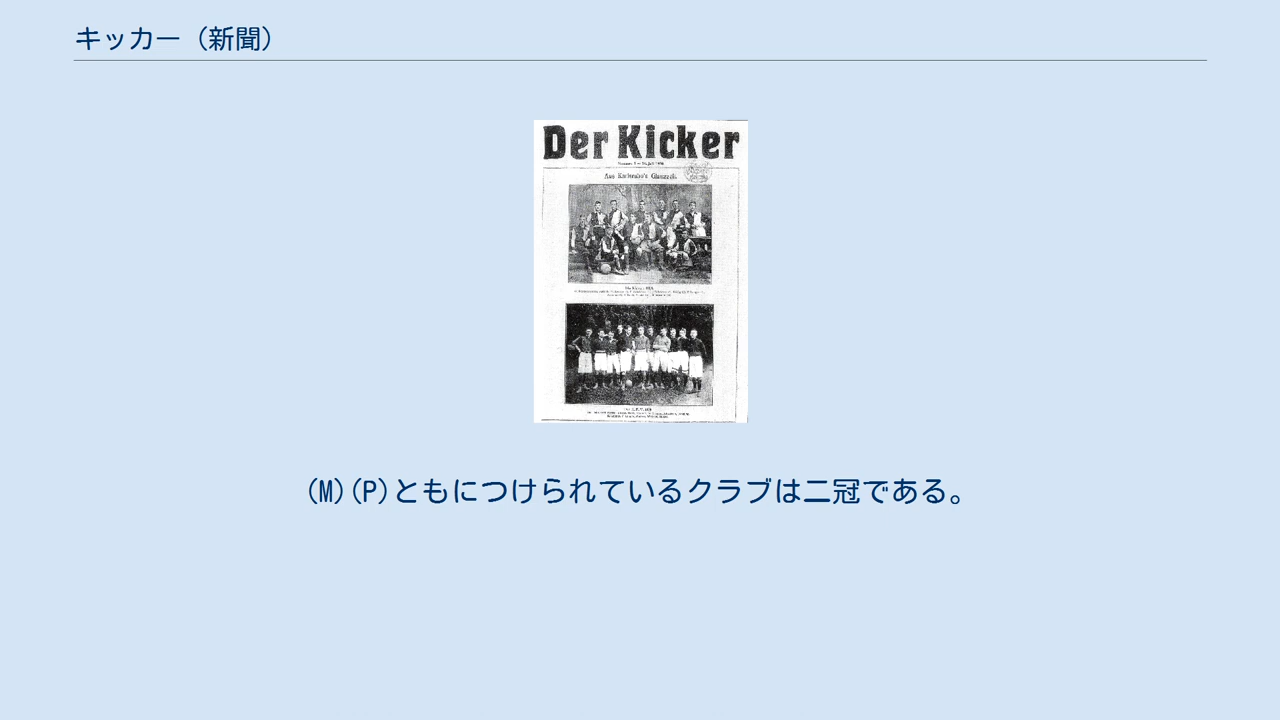 キッカー（新聞）
Der Kicker
Aus Karlsruhe's Glanzzeit.
(M)(P)ともにつけられているクラブは二冠である。